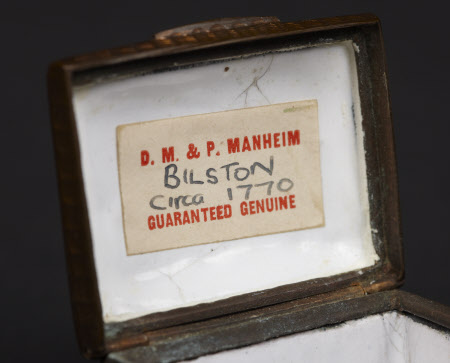 D. M. & P. MANHEIM
BILSTON
circa 1770
GUARANTEED GENUINE